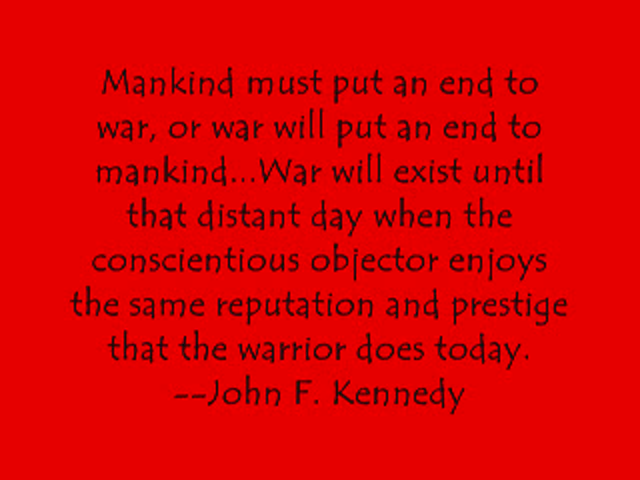 Mankind must put an end to
war, or war will put an end to
mankind...War will exist until
that distant day when the
conscientious objector enjoys
the same reputation and prestige
that the warrior does today.
--John F. Kennedy